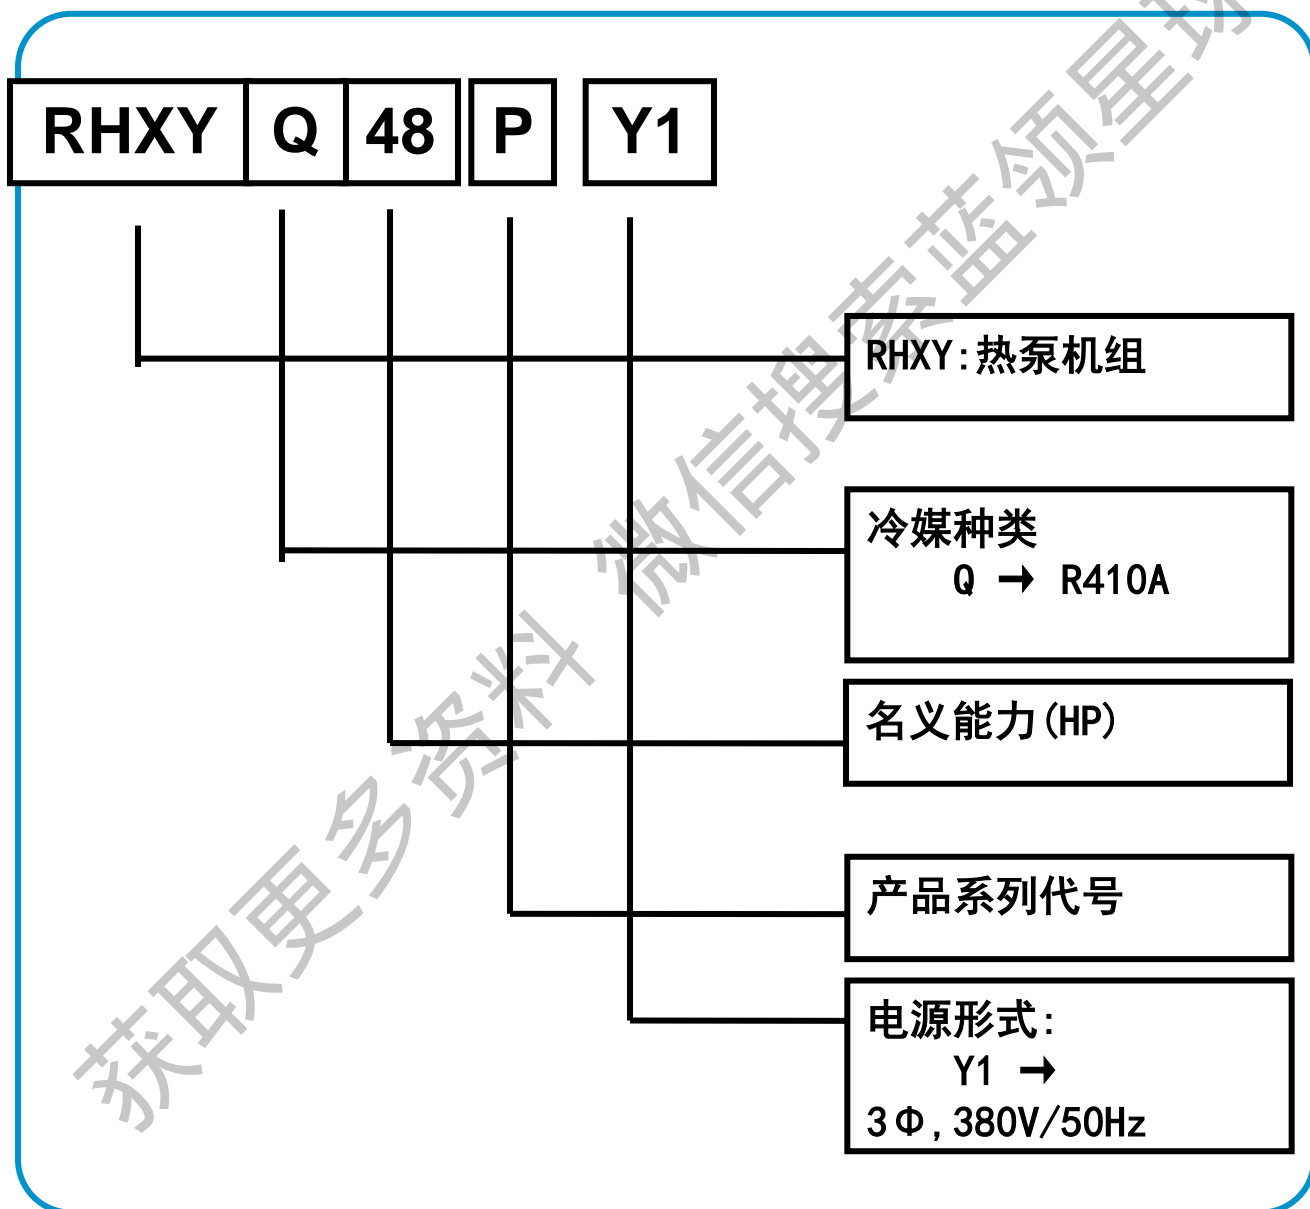 RHXY Q 48 P Y1
RHXY:热泵机组
冷媒种类
Q → R410A
名义能力(HP)
产品系列代号
电源形式:
Y1 →
3Φ,380V/50Hz
获取更多资料 微信搜索蓝领星球